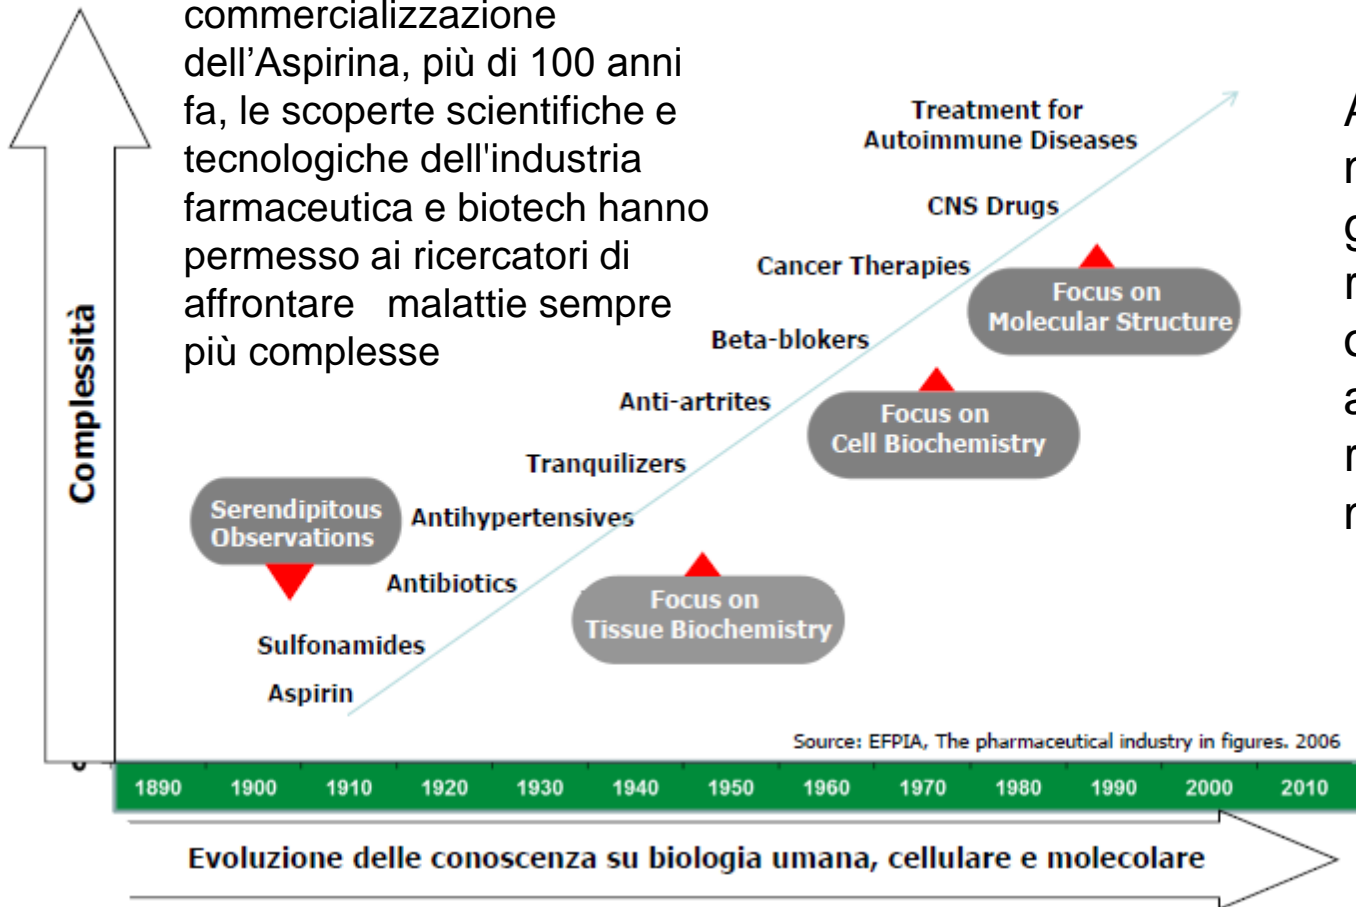 commercializzazione
dell'Aspirina, più di 100 anni
fa, le scoperte scientifiche e
tecnologiche dell'industria
farmaceutica e biotech hanno
permesso ai ricercatori di
affrontare   malattie sempre
più complesse
Complessità
Treatment for
Autoimmune Diseases
CNS Drugs
Cancer Therapies
Focus on
Molecular Structure
Beta-blokers
Anti-artrites
Focus on
Cell Biochemistry
Tranquilizers
Serendipitous
Observations
Antihypertensives
Antibiotics
Focus on
Tissue Biochemistry
Sulfonamides
Aspirin
Source: EFPIA, The pharmaceutical industry in figures. 2006
1890 1900 1910 1920 1930 1940 1950 1960 1970 1980 1990 2000 2010
Evoluzione delle conoscenza su biologia umana, cellulare e molecolare